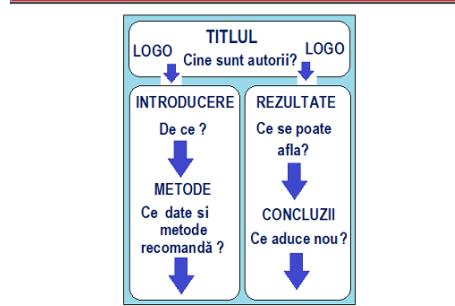 TITLUL
LOGO
LOGO
Cine sunt autorii?
INTRODUCERE
De ce ?
METODE
Ce date si
metode
recomandă ?
REZULTATE
Ce se poate
afla?
CONCLUZII
Ce aduce nou?